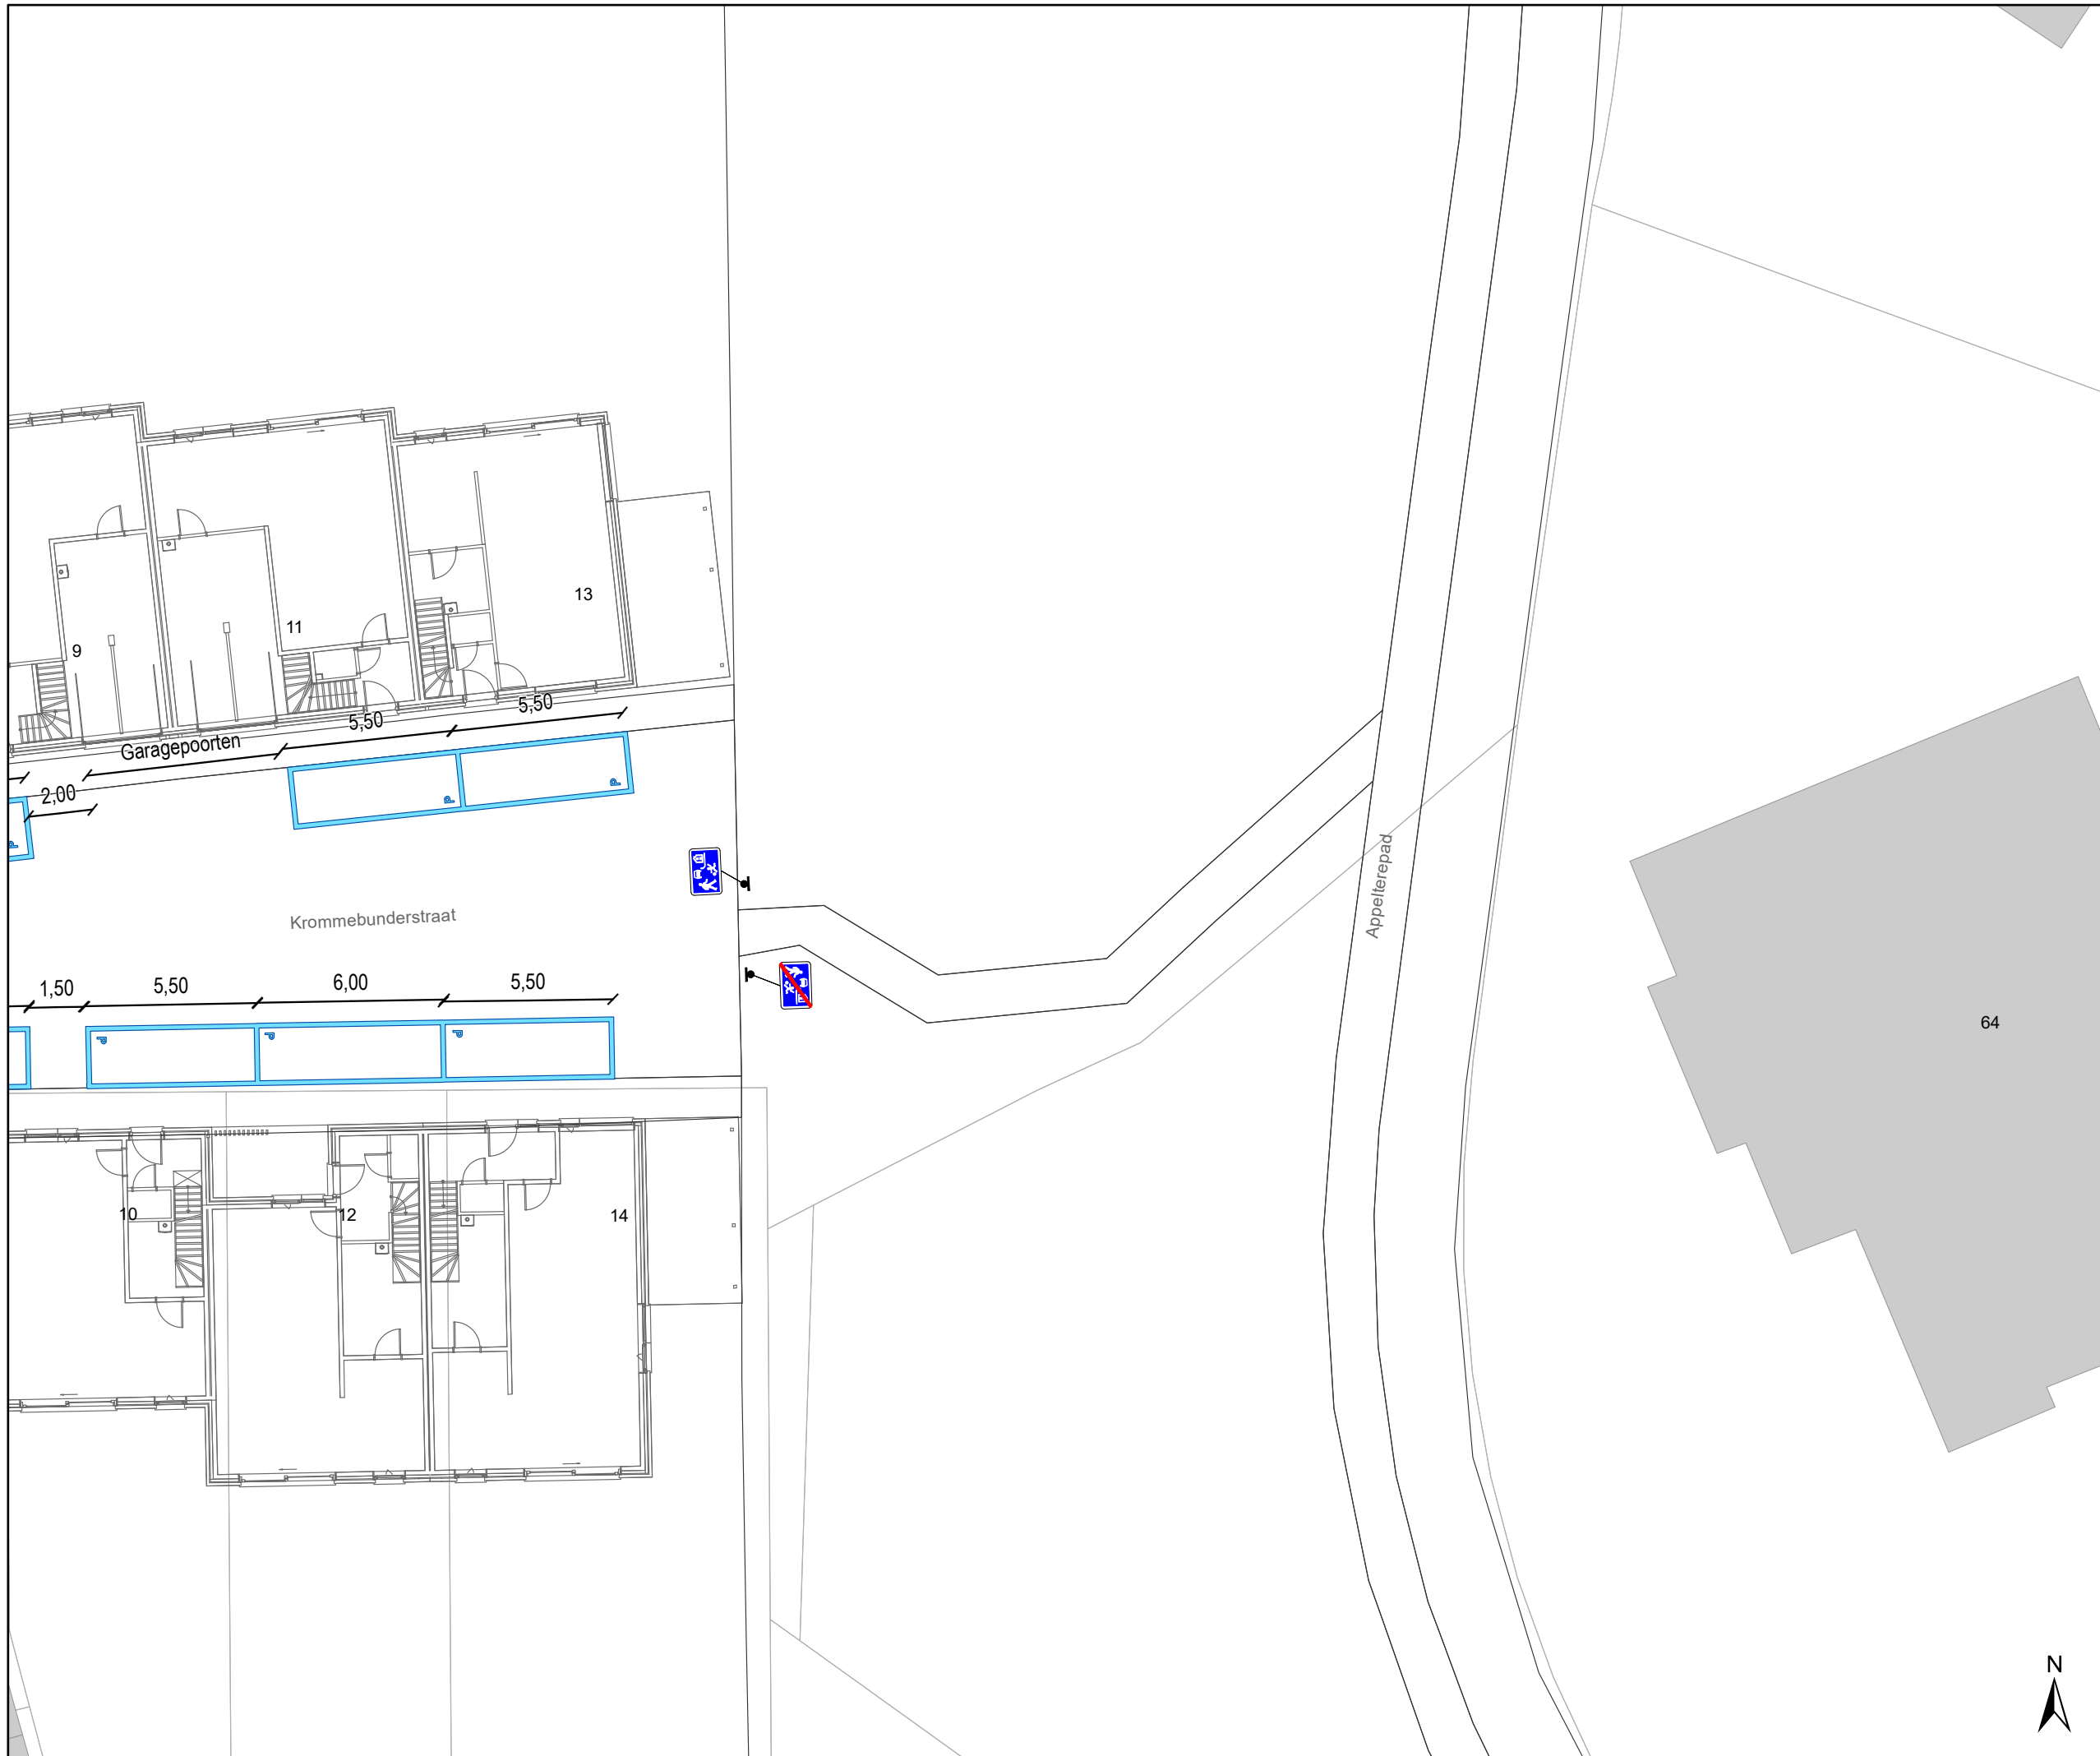 13
11
9
5,50
5,50
Garagepoorten
2,00
P
P
P
Appelterepad
Krommebunderstraat
1,50
5,50
6,00
5,50
P
P
P
64
10
12
14
N